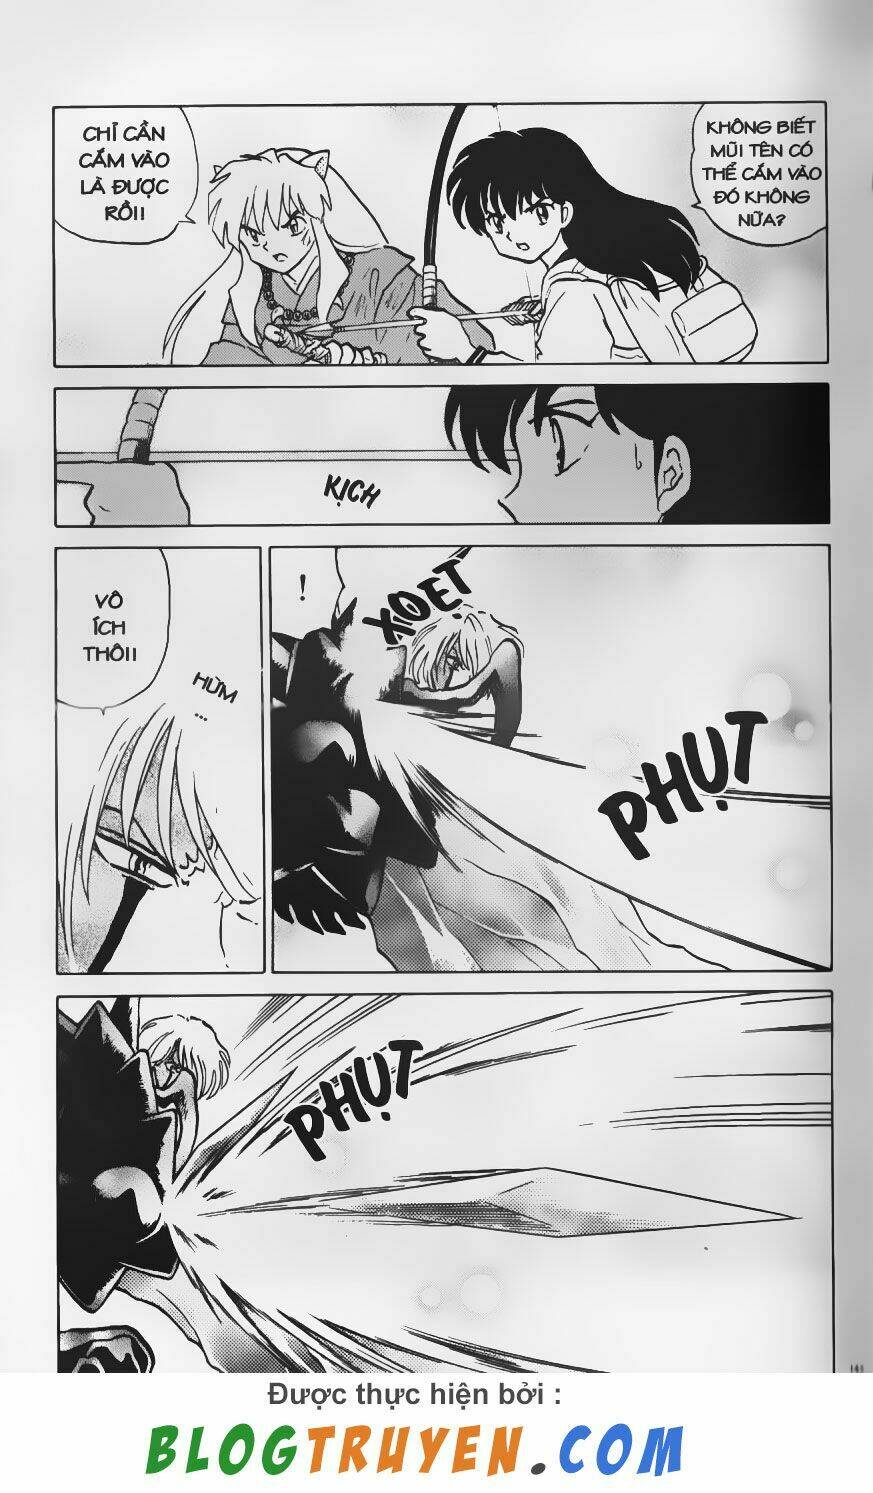 KHÔNG BIẾT
MŨI TÊN CÓ
THỂ CẮM VÀO
ĐÓ KHÔNG
NỮA?
CHỈ CẦN
CẮM VÀO
LÀ ĐƯỢC
RỒI!
KỊCH
VÔ
ÍCH
THÔI!
HỪM
...
!
XOẸT
PHỤT
PHỤT
141
Được thực hiện bởi :
BLOGTRUYEN.COM